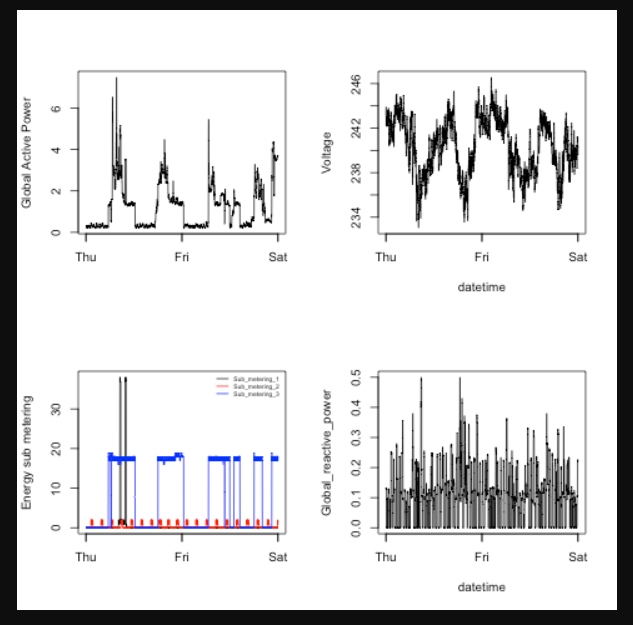 Global Active Power
0 2 4 6
Thu Fri Sat
Voltage
234 238 242 246
Thu Fri Sat
datetime
Energy sub metering
0 10 20 30
Sub_metering_1
Sub_metering_2
Sub_metering_3
Thu Fri Sat
Global_reactive_power
0.0 0.1 0.2 0.3 0.4 0.5
Thu Fri Sat
datetime